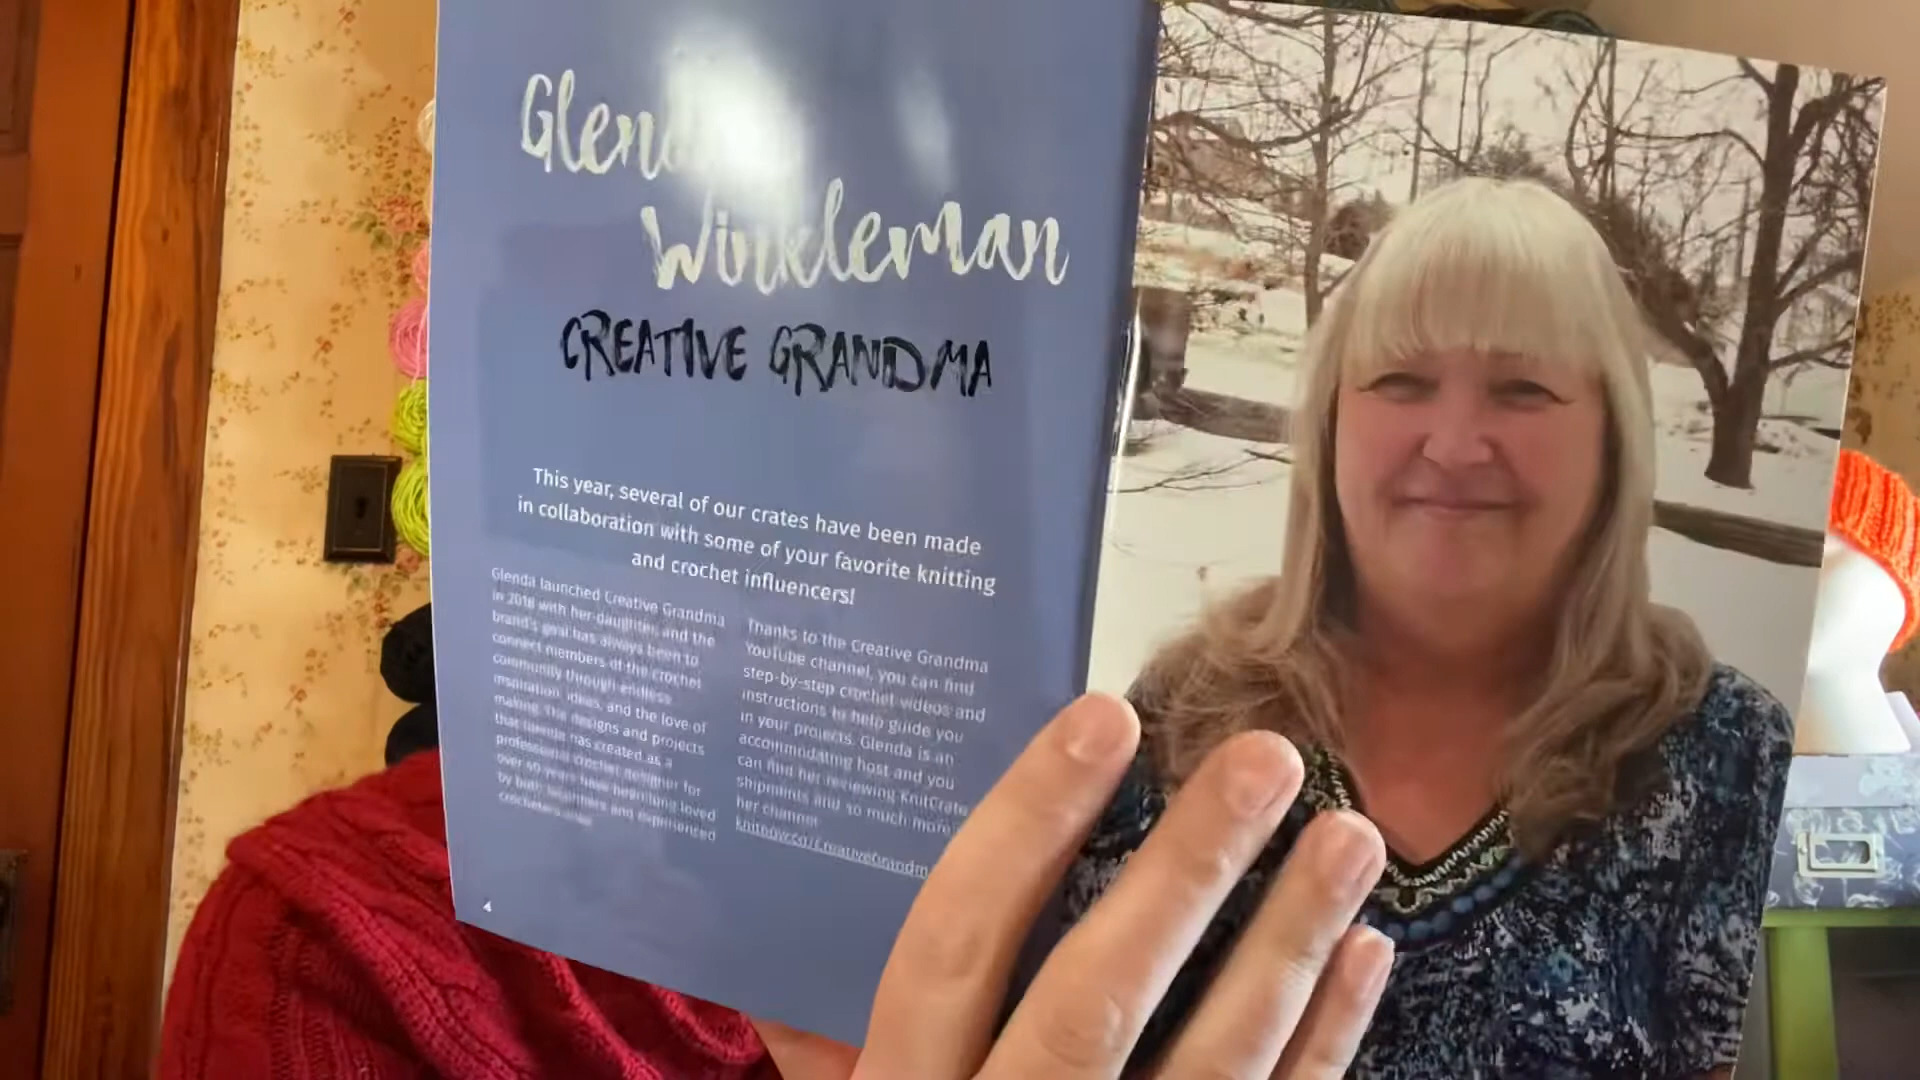 Glenda
Winkleman
CREATIVE GRANDMA
This year, several of our crates have been made
in collaboration with some of your favorite knitting
and crochet influencers!
Glenda launched Creative Grandma
in 2016 with her daughter, and the
brand's goal has always been to
connect members of the crochet
community through endless
inspiration, ideas, and the love of
making. The designs and projects
that Glenda has created as a
professional crochet designer for
over 30 years have been loved
by both beginners and experienced
crocheters alike.
Thanks to the Creative Grandma
YouTube channel, you can find
step-by-step crochet videos and
instructions to help guide you
in your projects. Glenda is an
accommodating host and you
can find her reviewing KnitCrate
shipments and so much more
her channel
4